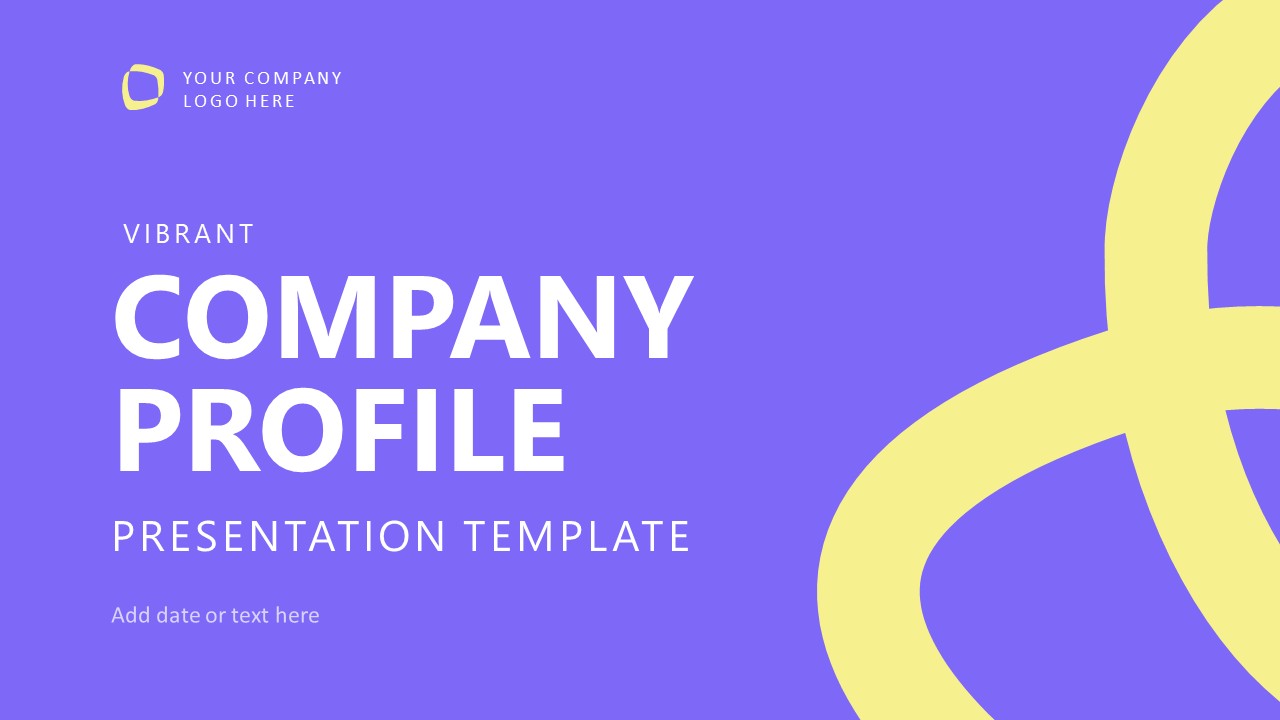 YOUR COMPANY
LOGO HERE
VIBRANT
COMPANY
PROFILE
PRESENTATION TEMPLATE
Add date or text here